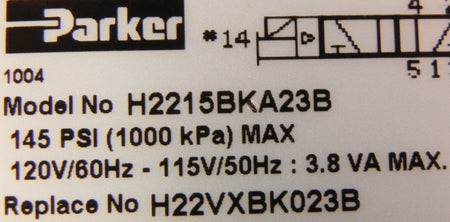 Parker
*14
4
1004
5 1
Model No H2215BKA23B
145 PSI (1000 kPa) MAX
120V/60Hz - 115V/50Hz : 3.8 VA MAX.
Replace No H22VXBK023B